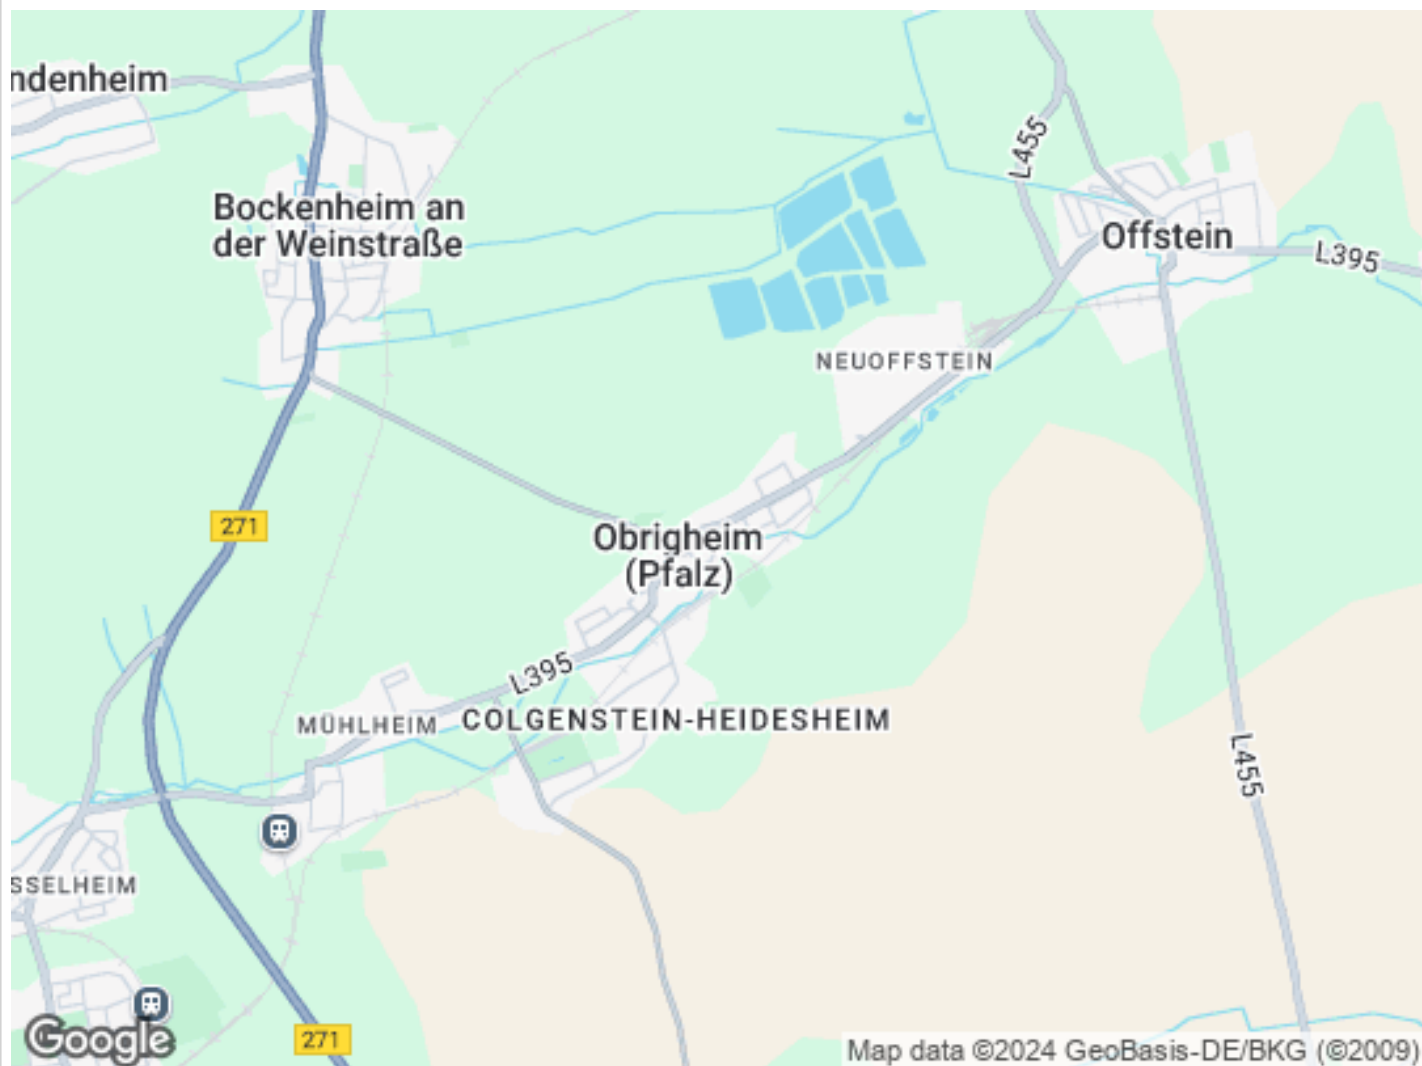 ndenheim
L455
Bockenheim an
der Weinstraße
Offstein
L395
NEUOFFSTEIN
271
Obrigheim
(Pfalz)
L395
MÜHLHEIM
COLGENSTEIN-HEIDESHEIM
L455
SSELHEIM
271
Google
Map data ©2024 GeoBasis-DE/BKG (©2009)